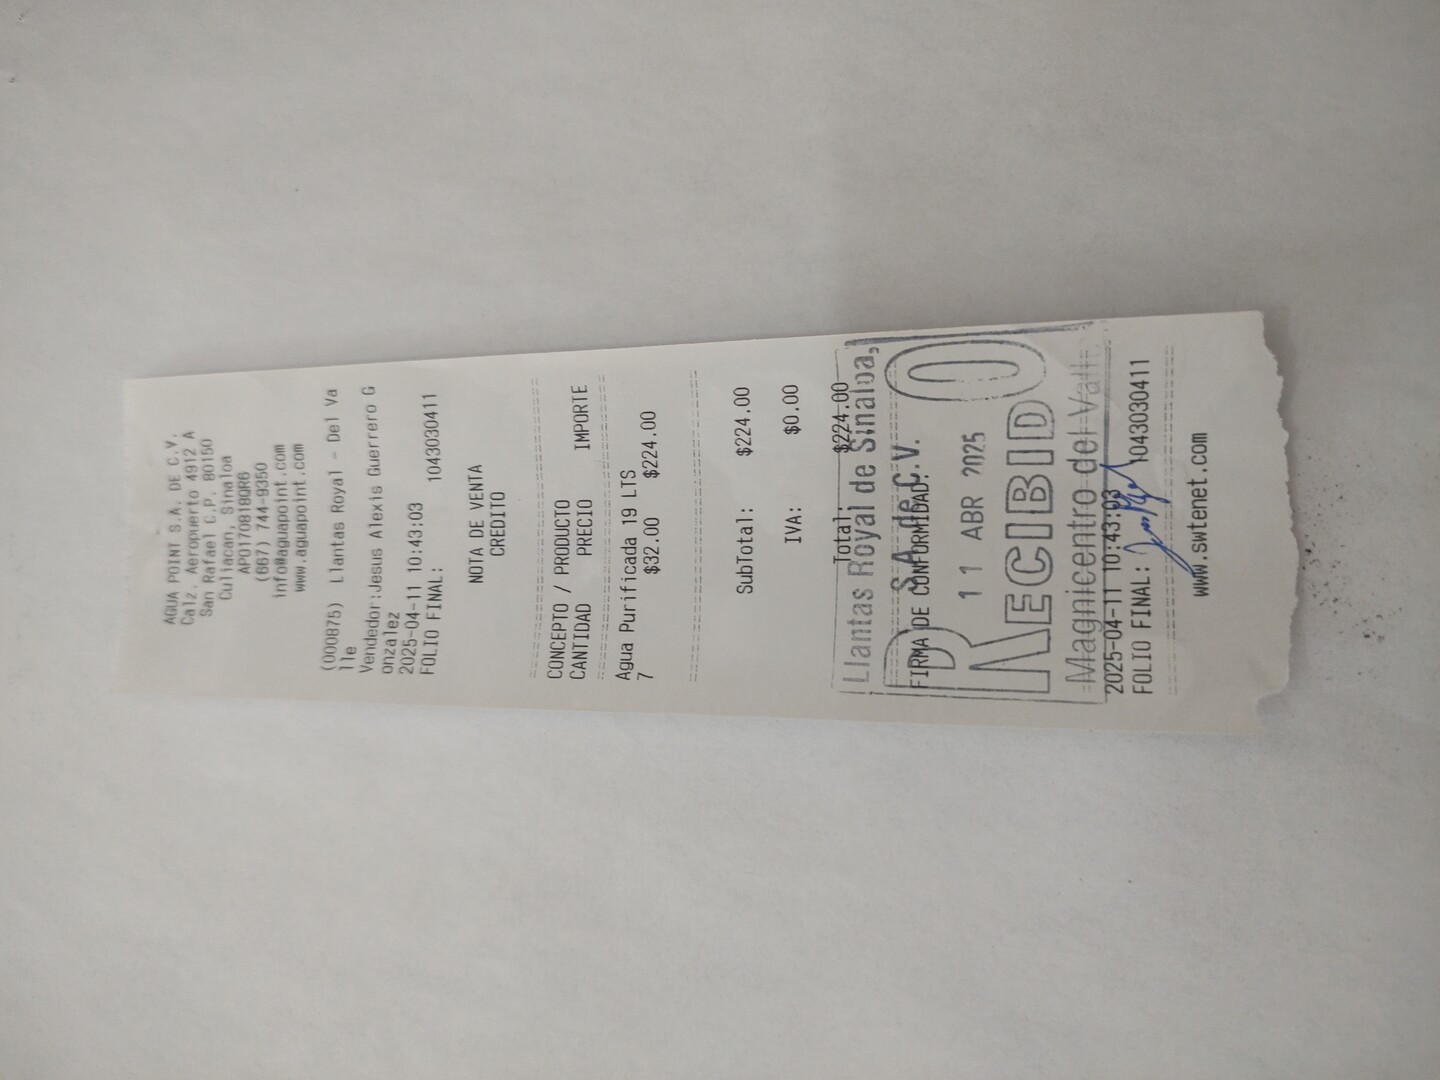 AGUA POINT S.A. DE C.V.
Calz. Aeropuerto 4912 A
San Rafael C.P. 80150
Culiacan, Sinaloa
APO170818QR6
(667) 744-9350
info@aguapoint.com
www.aguapoint.com
(000875) Llantas Royal - Del Va
lle
Vendedor:Jesus Alexis Guerrero G
onzalez
2025-04-11 10:43:03
FOLIO FINAL: 1043030411
NOTA DE VENTA
CREDITO
CONCEPTO / PRODUCTO
CANTIDAD PRECIO IMPORTE
Agua Purificada 19 LTS
7 $32.00 $224.00
SubTotal: $224.00
IVA: $0.00
Total: $224.00
Llantas Royal de Sinaloa,
S.A. de C.V.
FIRMA DE CONFORMIDAD:
11 ABR 2025
RECIBIDO
Magnicentro del Valle
2025-04-11 10:43:03
FOLIO FINAL: 1043030411
www.swtenet.com